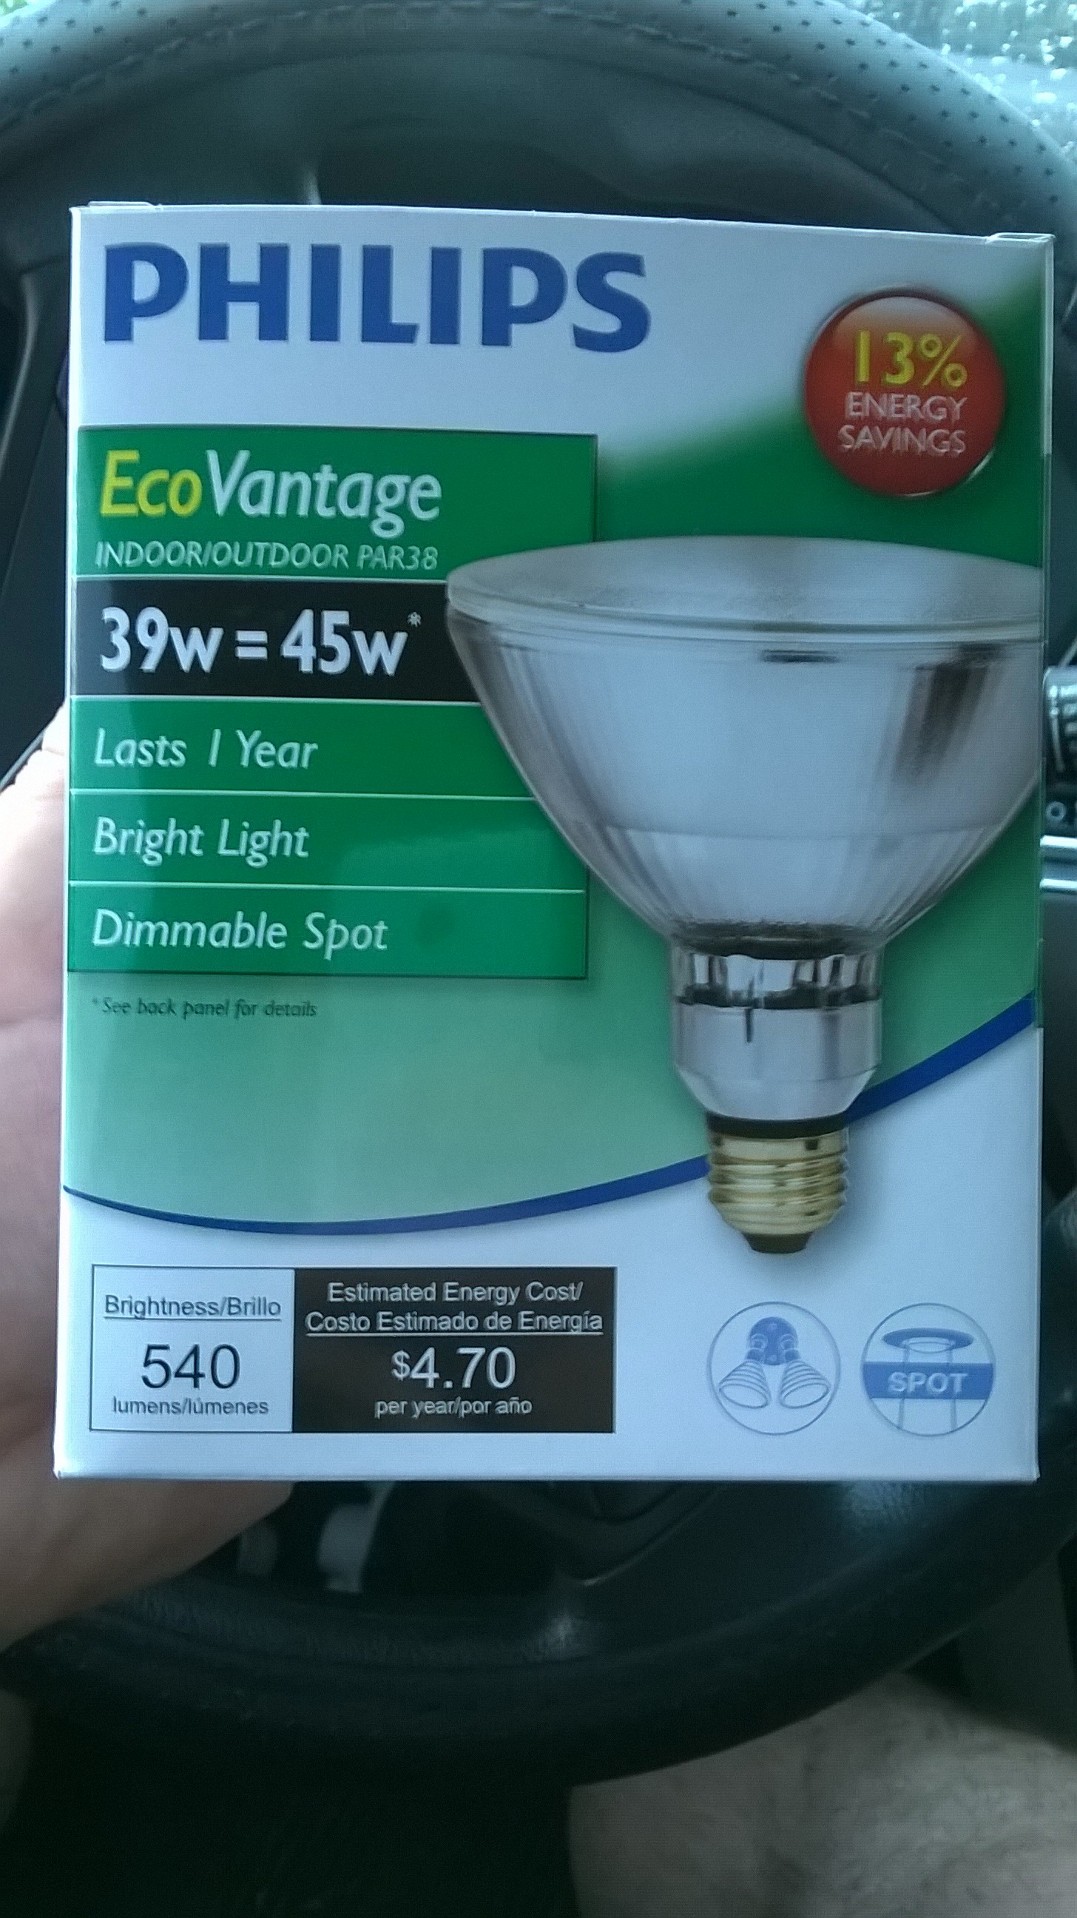 PHILIPS
13%
ENERGY
SAVINGS
EcoVantage
INDOOR/OUTDOOR PAR38
39w = 45w*
Lasts 1 Year
Bright Light
Dimmable Spot
*See back panel for details
Brightness/Brillo
540
lumens/lúmenes
Estimated Energy Cost/
Costo Estimado de Energía
$4.70
per year/por año
SPOT